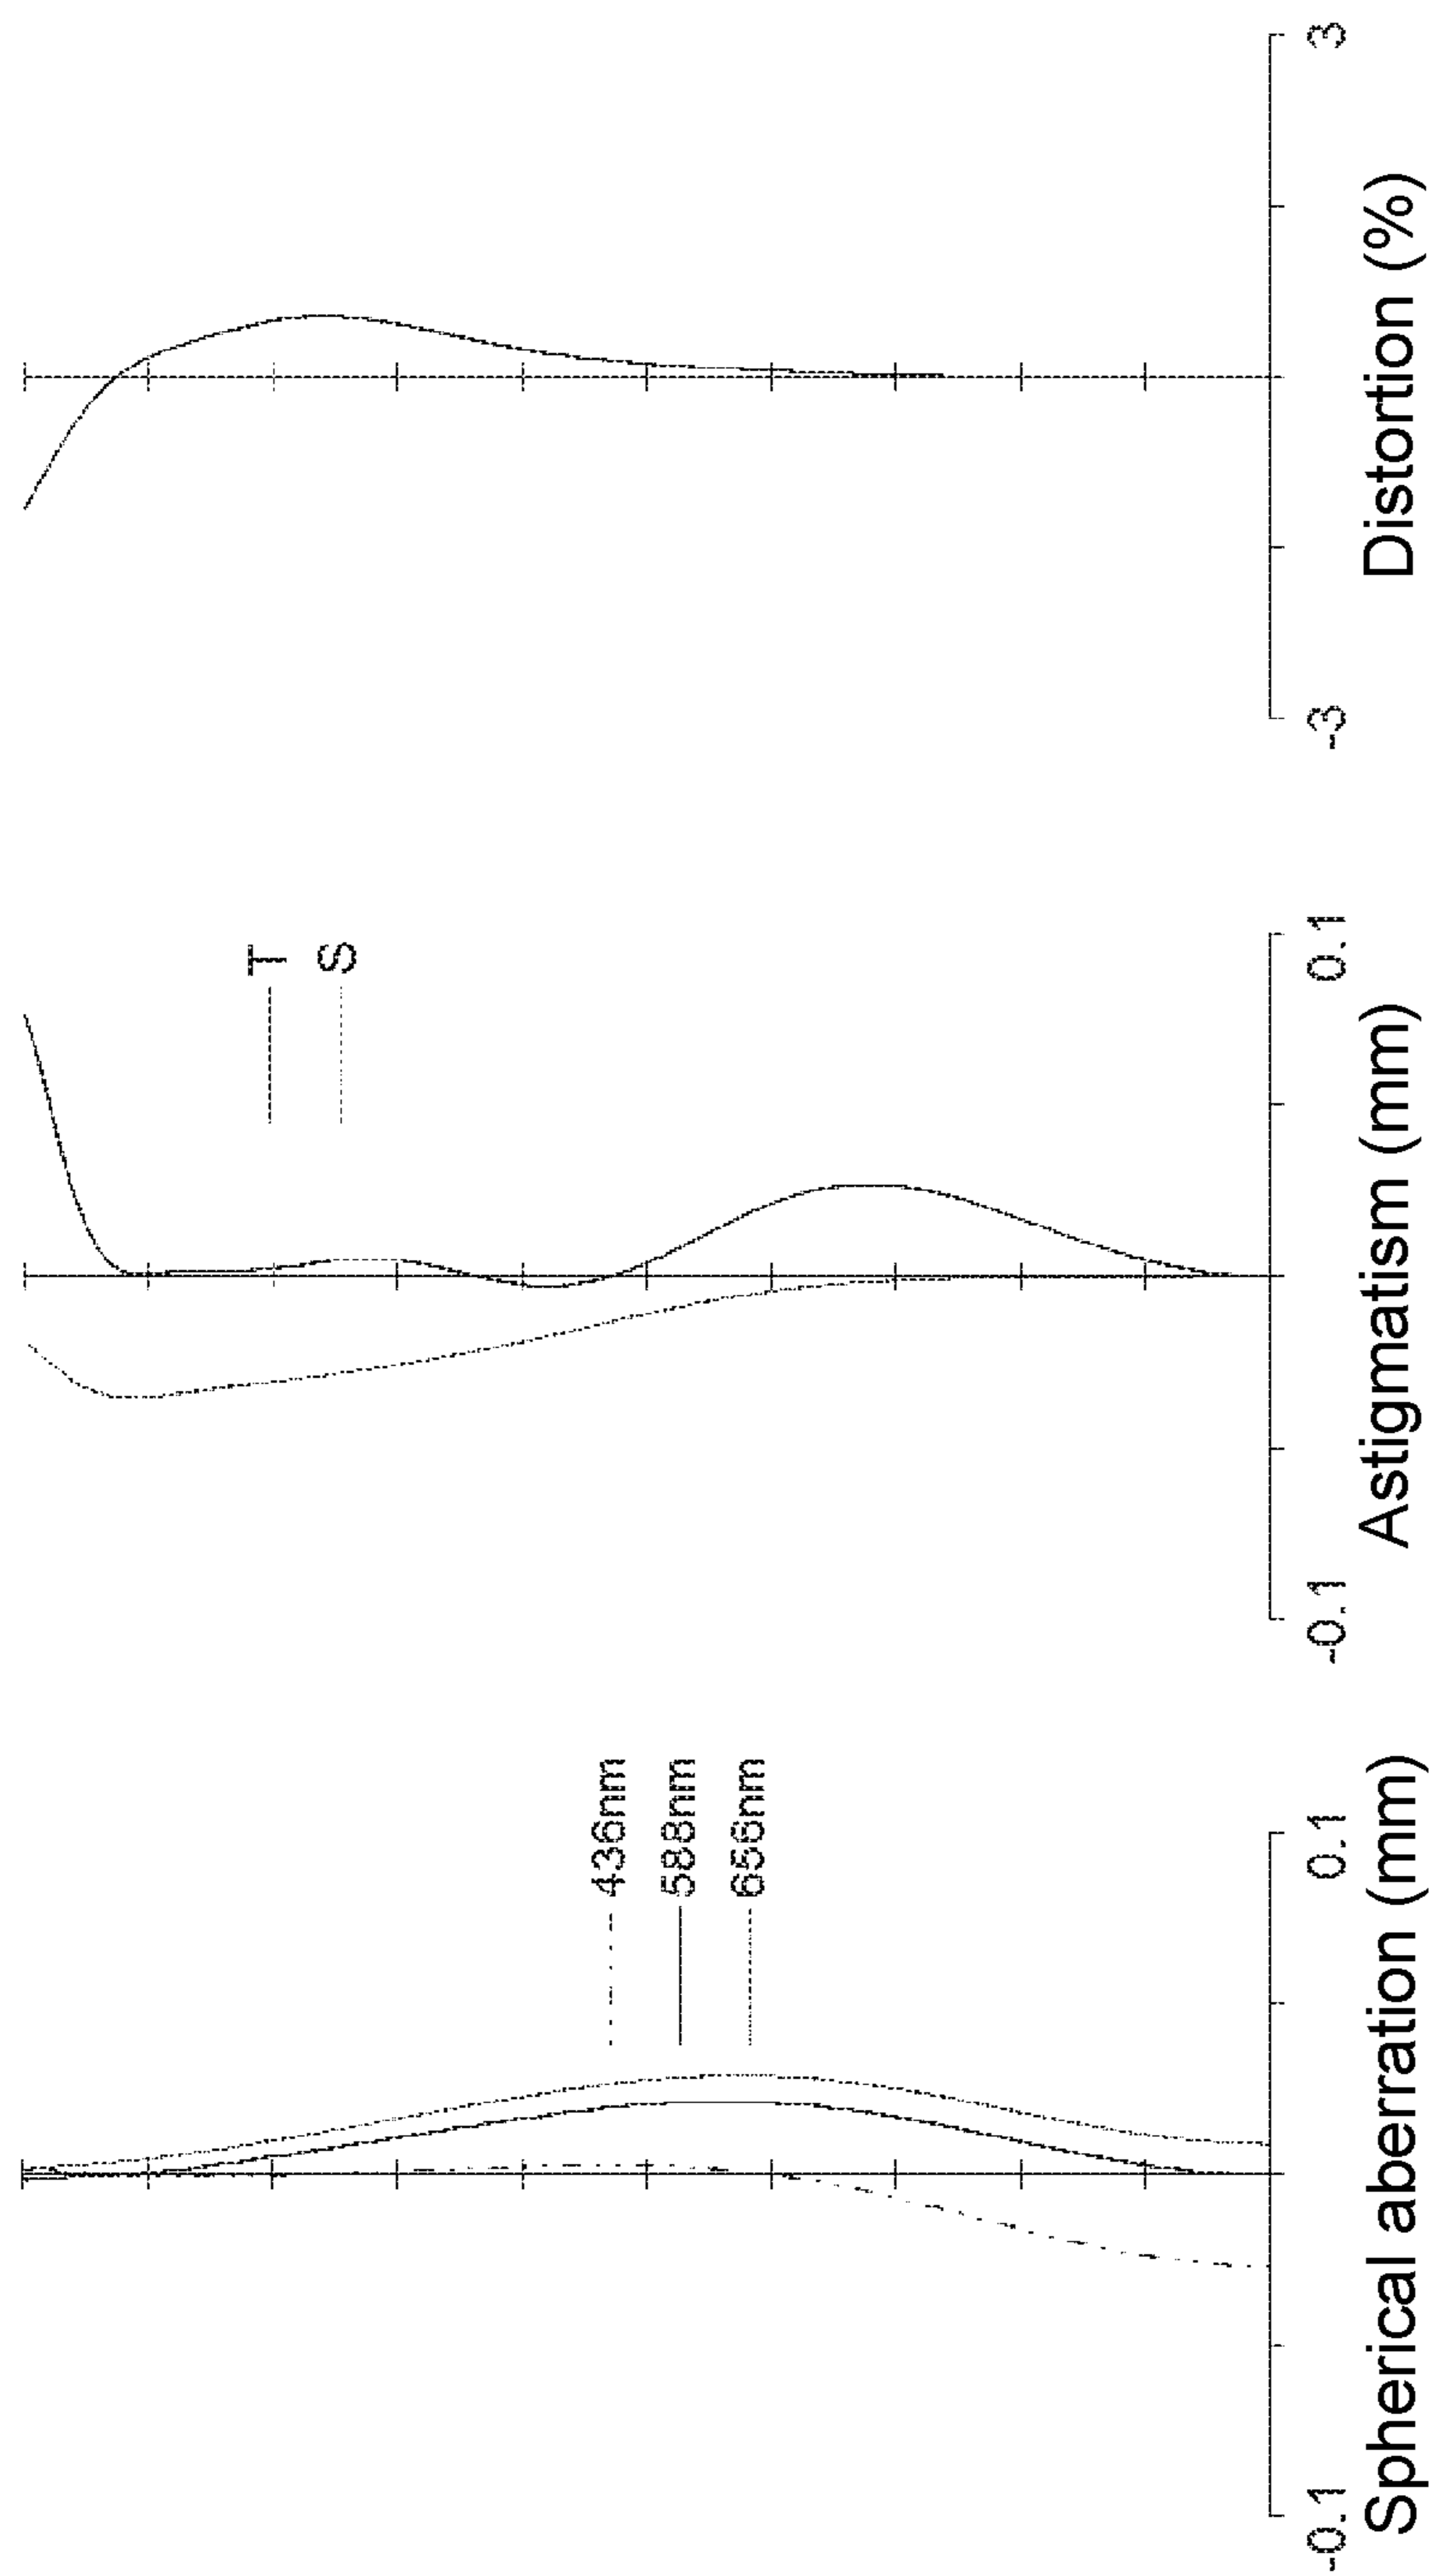 436nm
588nm
656nm
-0.1
0.1
Spherical aberration (mm)
T
S
-0.1
0.1
Astigmatism (mm)
-3
3
Distortion (%)